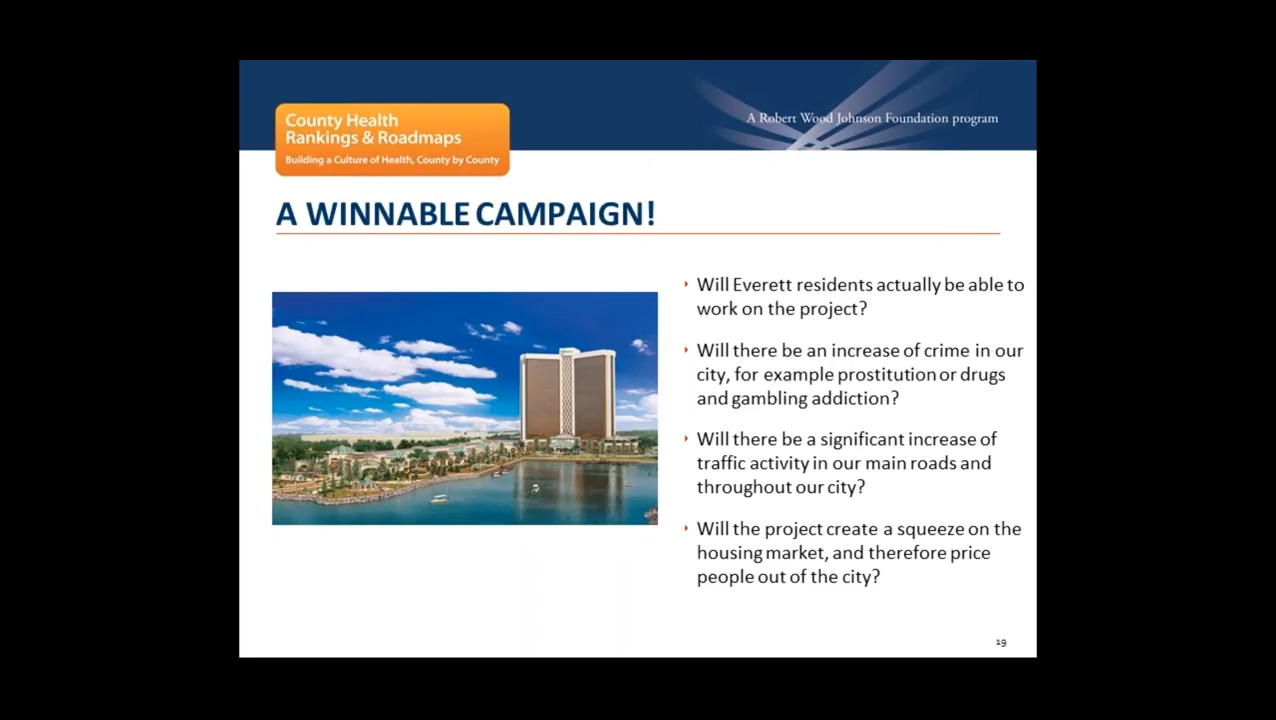 County Health
Rankings & Roadmaps
Building a Culture of Health, County by County
A Robert Wood Johnson Foundation program
A WINNABLE CAMPAIGN!
Will Everett residents actually be able to
work on the project?
Will there be an increase of crime in our
city, for example prostitution or drugs
and gambling addiction?
Will there be a significant increase of
traffic activity in our main roads and
throughout our city?
Will the project create a squeeze on the
housing market, and therefore price
people out of the city?
19